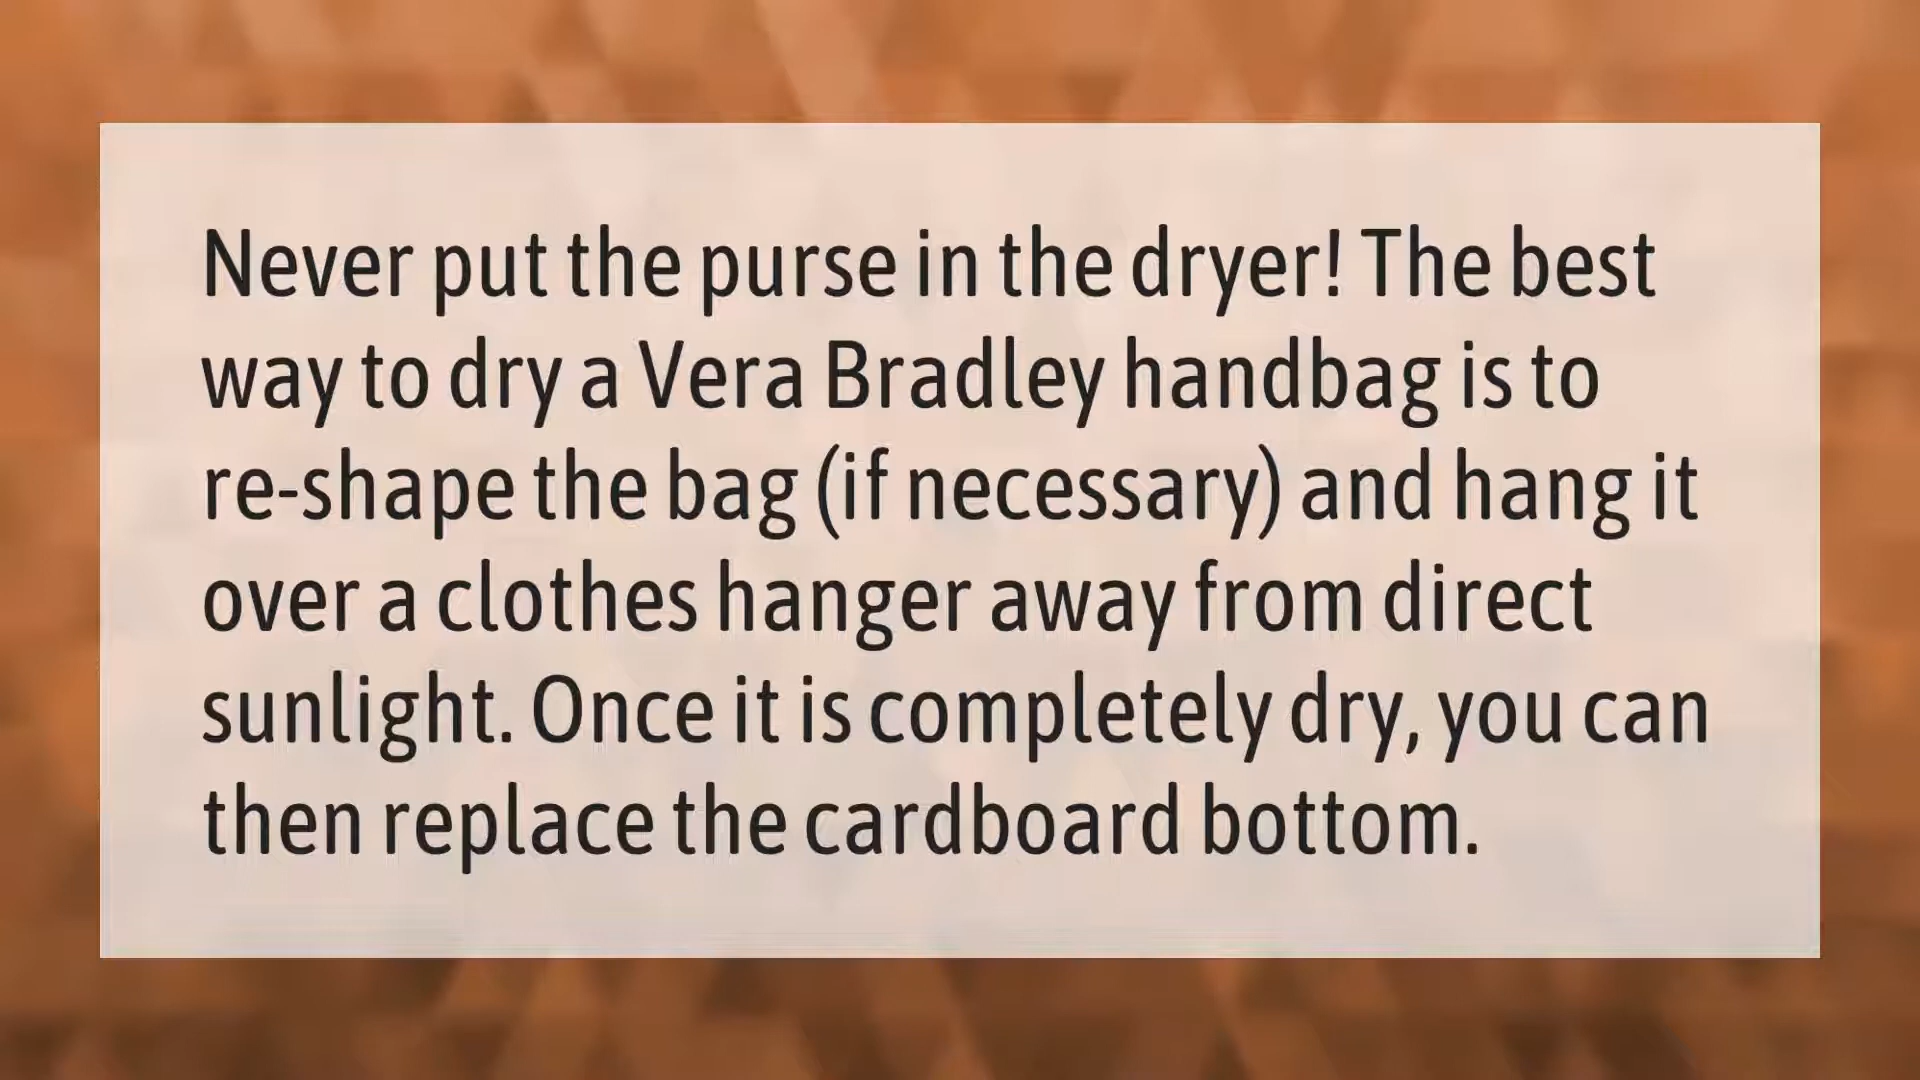 Never put the purse in the dryer! The best
way to dry a Vera Bradley handbag is to
re-shape the bag (if necessary) and hang it
over a clothes hanger away from direct
sunlight. Once it is completely dry, you can
then replace the cardboard bottom.